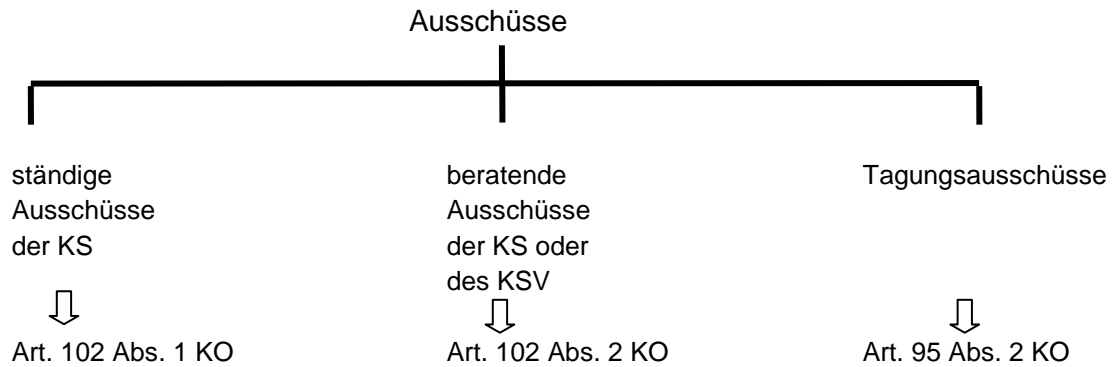 Ausschüsse
ständige
Ausschüsse
der KS
Art. 102 Abs. 1 KO
beratende
Ausschüsse
der KS oder
des KSV
Art. 102 Abs. 2 KO
Tagungsausschüsse
Art. 95 Abs. 2 KO